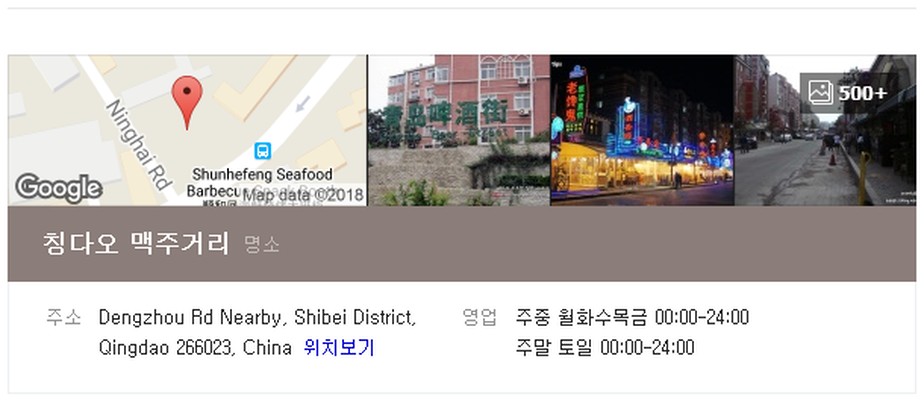 Ninghai Rd
Shunhefeng Seafood
Barbecu
Google
Map data ©2018
青岛啤酒街
500+
칭다오 맥주거리 명소
주소 Dengzhou Rd Nearby, Shibei District,
Qingdao 266023, China 위치보기
영업 주중 월화수목금 00:00-24:00
주말 토일 00:00-24:00